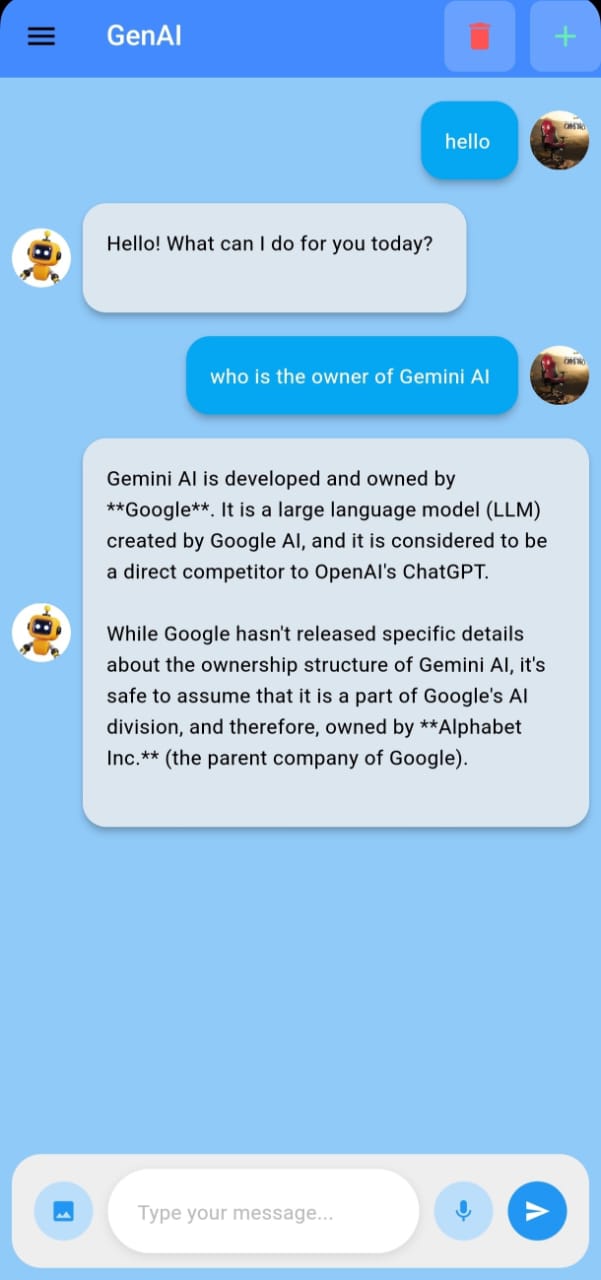 GenAI
hello
Hello! What can I do for you today?
who is the owner of Gemini AI
Gemini AI is developed and owned by
**Google**. It is a large language model (LLM)
created by Google AI, and it is considered to be
a direct competitor to OpenAI's ChatGPT.
While Google hasn't released specific details
about the ownership structure of Gemini AI, it's
safe to assume that it is a part of Google's AI
division, and therefore, owned by **Alphabet
Inc.** (the parent company of Google).
Type your message...